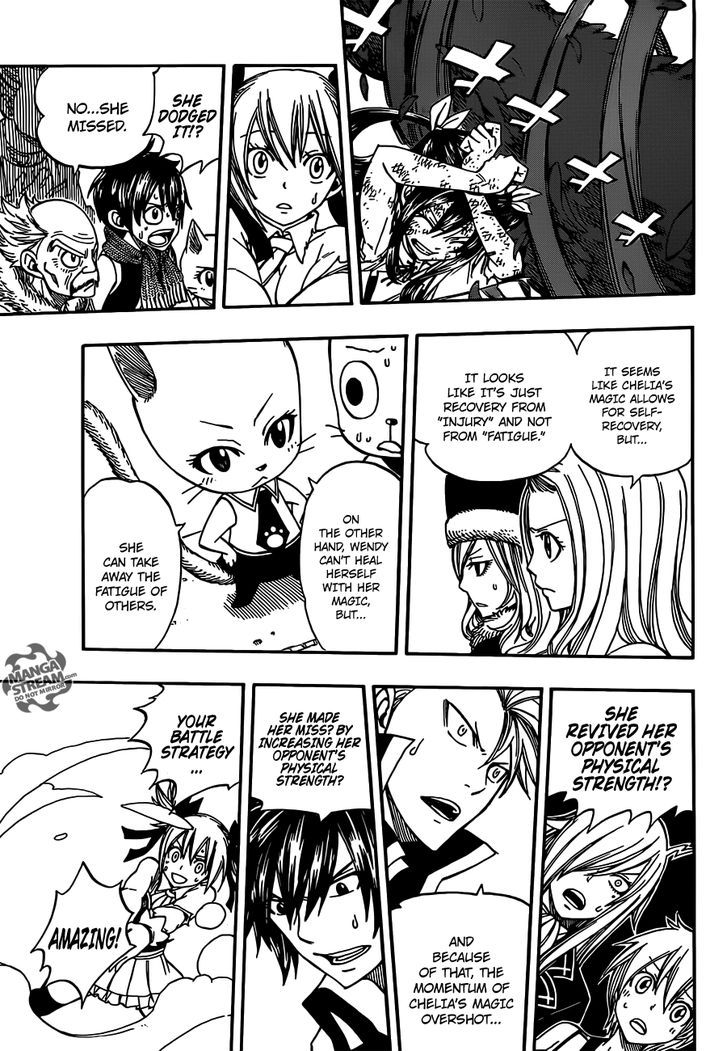 SHE
DODGED
IT!?
NO...SHE
MISSED.
IT SEEMS
LIKE CHELIA'S
MAGIC ALLOWS
FOR SELF-
RECOVERY,
BUT...
IT LOOKS
LIKE IT'S JUST
RECOVERY FROM
"INJURY" AND NOT
FROM "FATIGUE."
ON
THE OTHER
HAND, WENDY
CAN'T HEAL
HERSELF
WITH HER
MAGIC,
BUT...
SHE
CAN TAKE
AWAY THE
FATIGUE OF
OTHERS.
SHE
REVIVED HER
OPPONENT'S
PHYSICAL
STRENGTH!?
AND
BECAUSE
OF THAT, THE
MOMENTUM OF
CHELIA'S MAGIC
OVERSHOT...
SHE MADE
HER MISS? BY
INCREASING HER
OPPONENT'S
PHYSICAL
STRENGTH?
YOUR
BATTLE
STRATEGY
...
AMAZING!
MANGA
STREAM.com
DO NOT MIRROR